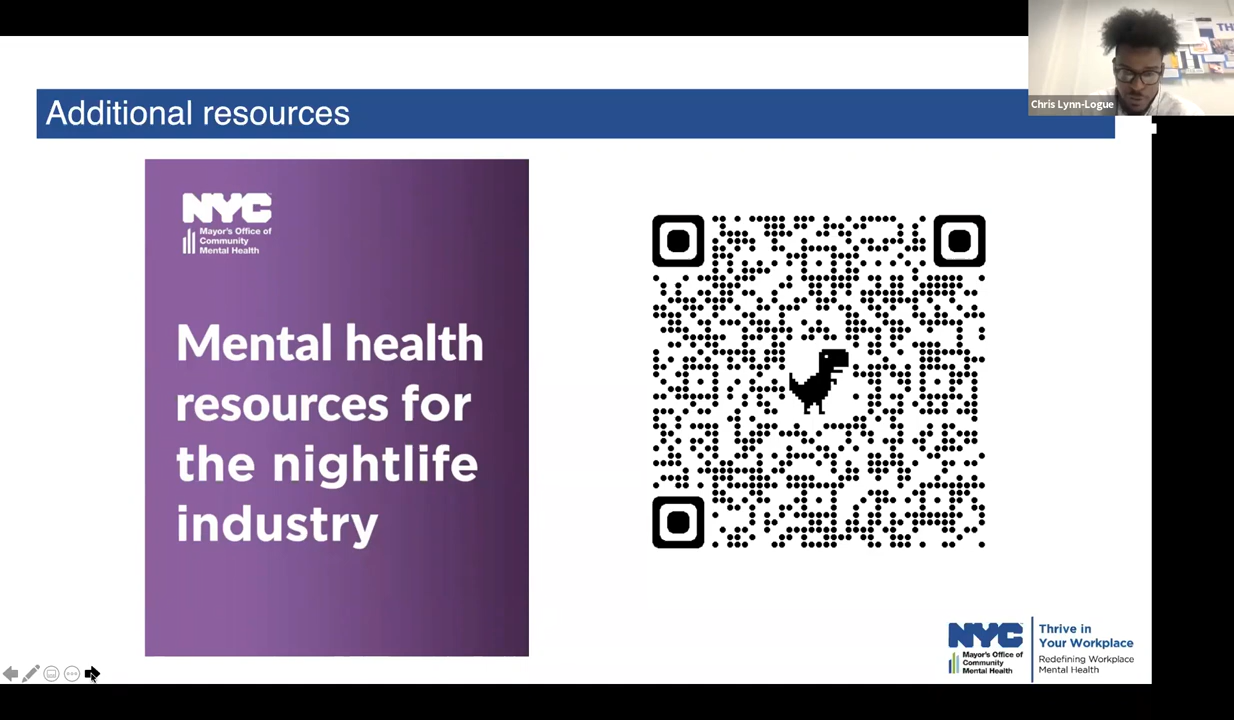 Additional resources
TH
Chris Lynn-Logue
NYC
Mayor's Office of
Community
Mental Health
Mental health
resources for
the nightlife
industry
NYC
Mayor's Office of
Community
Mental Health
Thrive in
Your Workplace
Redefining Workplace
Mental Health